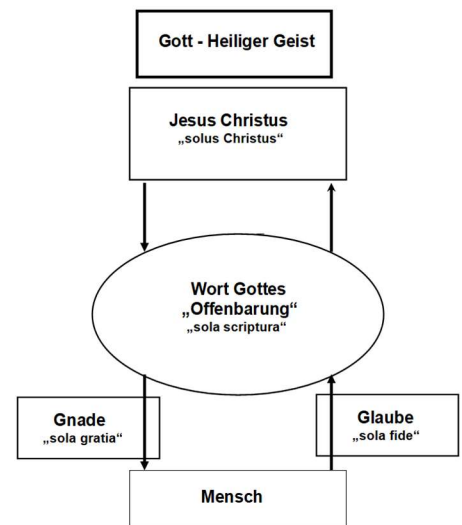 Gott - Heiliger Geist
Jesus Christus
„solus Christus“
Wort Gottes
„Offenbarung“
„sola scriptura“
Gnade
„sola gratia“
Glaube
„sola fide“
Mensch